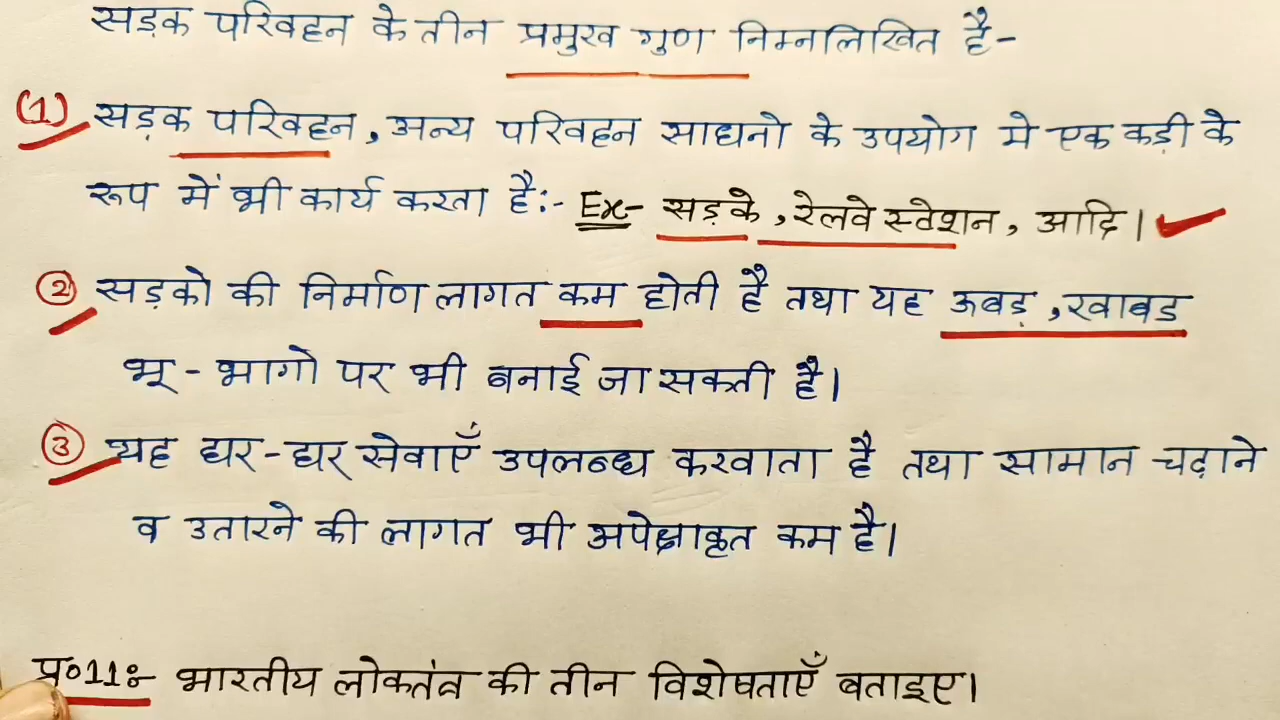 सड़क परिवहन के तीन प्रमुख गुण निम्नलिखित है-
(1) सड़क परिवहन, अन्य परिवहन साधनो के उपयोग मे एक कड़ी के
रूप में भी कार्य करता है:- Ex- सड़के, रेलवे स्टेशन, आदि।
(2) सड़को की निर्माण लागत कम होती है तथा यह ऊबड़, खाबड
भू-भागो पर भी बनाई जा सकती है।
(3) यह घर-घर सेवाएँ उपलब्ध करवाता है तथा सामान चढ़ाने
व उतारने की लागत भी अपेक्षाकृत कम है।
प्र०11:- भारतीय लोकतंत्र की तीन विशेषताएँ बताइए।